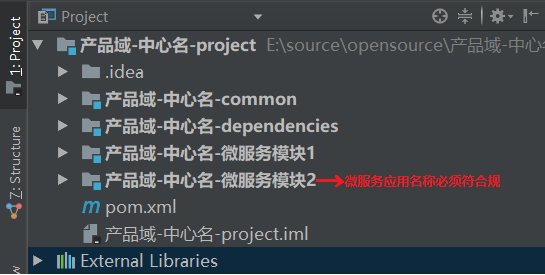 Project
1: Project
Z: Structure
产品域-中心名-project E:\source\opensource\产品域-中心
.idea
产品域-中心名-common
产品域-中心名-dependencies
产品域-中心名-微服务模块1
产品域-中心名-微服务模块2 微服务应用名称必须符合规
m pom.xml
产品域-中心名-project.iml
External Libraries